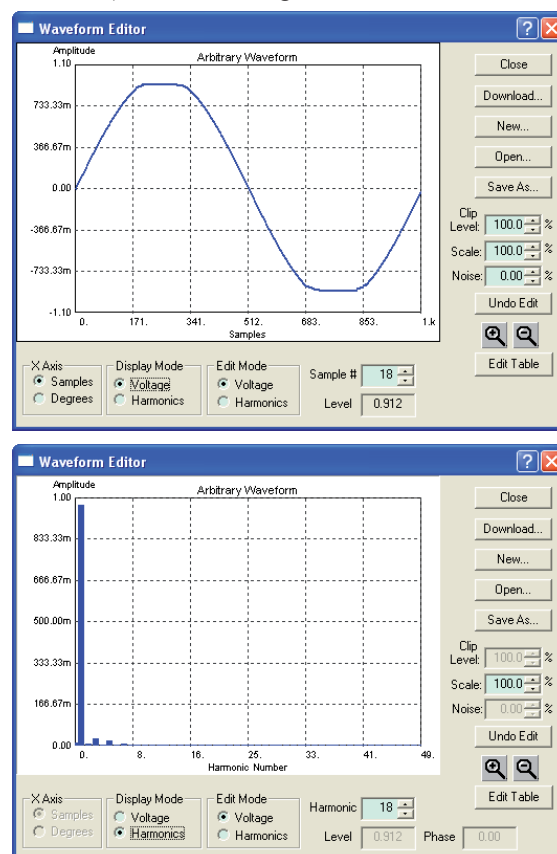 Waveform Editor
Amplitude
Arbitrary Waveform
1.10
733.33m
366.67m
0.00
-366.67m
-733.33m
-1.10
0. 171. 341. 512. 683. 853. 1.k
Samples
Close
Download...
New...
Open...
Save As...
Clip
Level: 100.0 %
Scale: 100.0 %
Noise: 0.00 %
Undo Edit
Edit Table
X Axis
Samples
Degrees
Display Mode
Voltage
Harmonics
Edit Mode
Voltage
Harmonics
Sample # 18
Level 0.912
Waveform Editor
Amplitude
Arbitrary Waveform
1.00
833.33m
666.67m
500.00m
333.33m
166.67m
0.00
0. 8. 16. 25. 33. 41. 49.
Harmonic Number
Close
Download...
New...
Open...
Save As...
Clip
Level: 100.0 %
Scale: 100.0 %
Noise: 0.00 %
Undo Edit
Edit Table
X Axis
Samples
Degrees
Display Mode
Voltage
Harmonics
Edit Mode
Voltage
Harmonics
Harmonic 18
Level 0.912 Phase 0.00